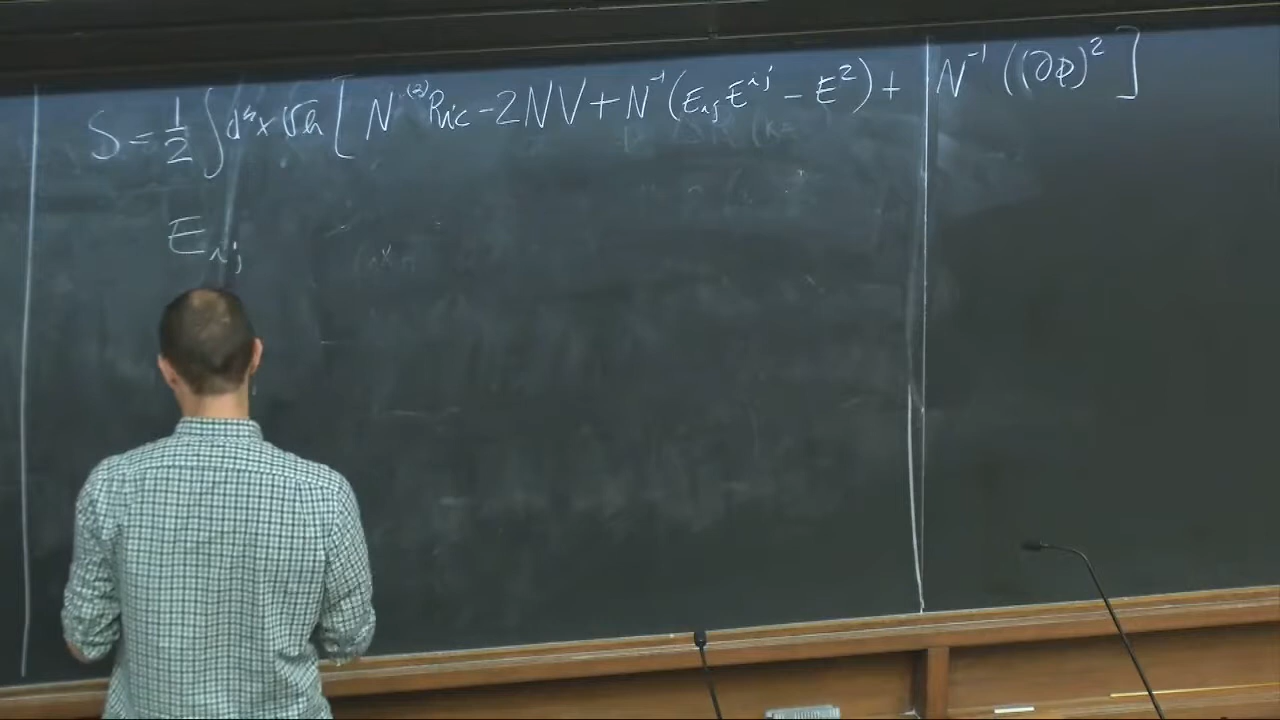 S = 1/2 ∫ d⁴x √h [ N ⁽³⁾Ric - 2NV + N⁻¹ (E_ij E^ij - E²) + N⁻¹ ((∂φ)² ]
E_ij